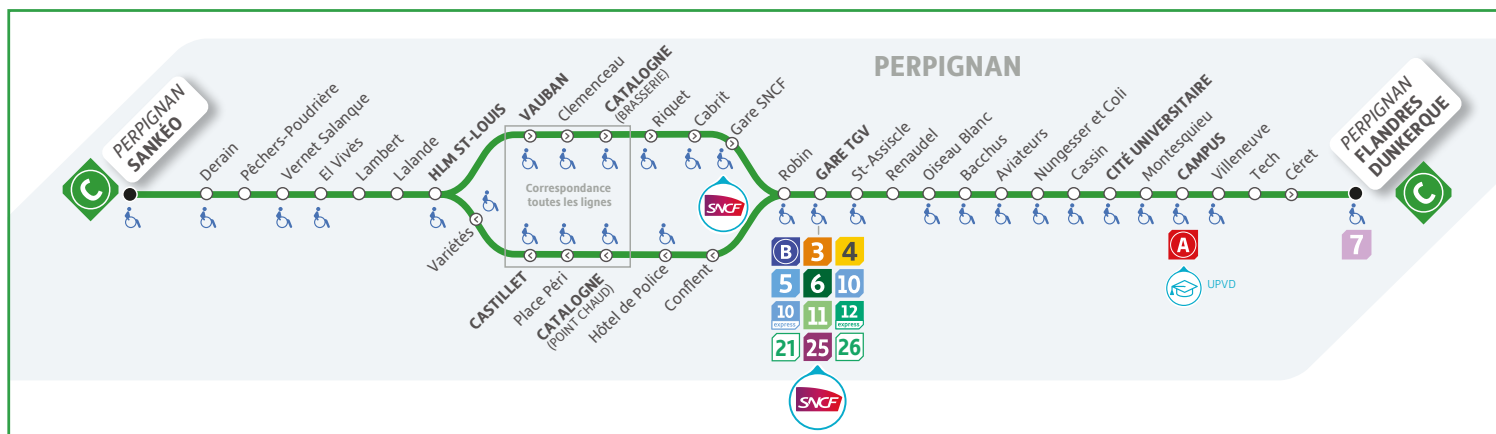 PERPIGNAN
C
PERPIGNAN
SANKÉO
Derain
Pêchers-Poudrière
Vernet Salanque
El Vivès
Lambert
Lalande
HLM ST-LOUIS
VAUBAN
Clemenceau
CATALOGNE
(BRASSERIE)
Riquet
Cabrit
Gare SNCF
SNCF
Correspondance
toutes les lignes
Variétés
CASTILLET
Place Péri
CATALOGNE
(POINT CHAUD)
Hôtel de Police
Conflent
Robin
GARE TGV
St-Assiscle
Renaudel
Oiseau Blanc
Bacchus
Aviateurs
Nungesser et Coli
Cassin
CITÉ UNIVERSITAIRE
Montesquieu
CAMPUS
Villeneuve
Tech
Céret
PERPIGNAN
FLANDRES
DUNKERQUE
C
B 3 4
5 6 10
10 express 11 12 express
21 25 26
SNCF
A
UPVD
7